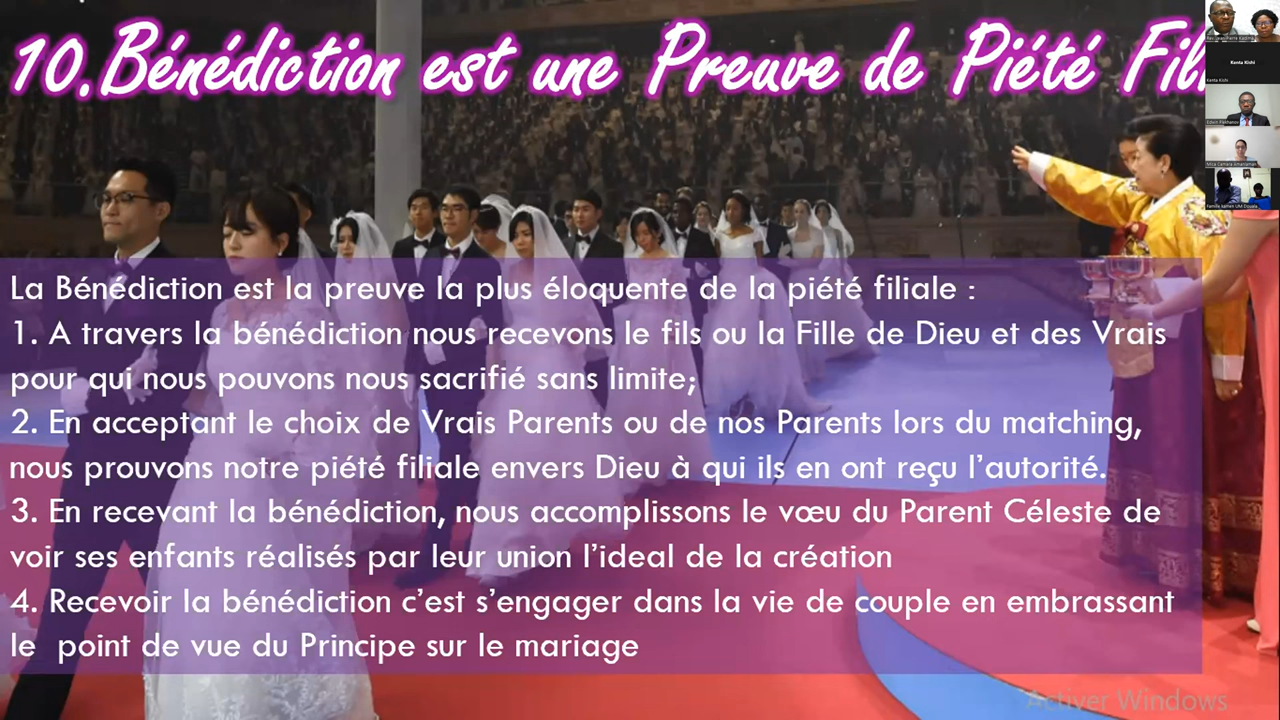 10.Bénédiction est une Preuve de Piété Fil
La Bénédiction est la preuve la plus éloquente de la piété filiale :
1. A travers la bénédiction nous recevons le fils ou la Fille de Dieu et des Vrais
pour qui nous pouvons nous sacrifié sans limite;
2. En acceptant le choix de Vrais Parents ou de nos Parents lors du matching,
nous prouvons notre piété filiale envers Dieu à qui ils en ont reçu l'autorité.
3. En recevant la bénédiction, nous accomplissons le vœu du Parent Céleste de
voir ses enfants réalisés par leur union l'ideal de la création
4. Recevoir la bénédiction c'est s'engager dans la vie de couple en embrassant
le point de vue du Principe sur le mariage
Kenta Kishi
Kenta Kishi
Activer Windows